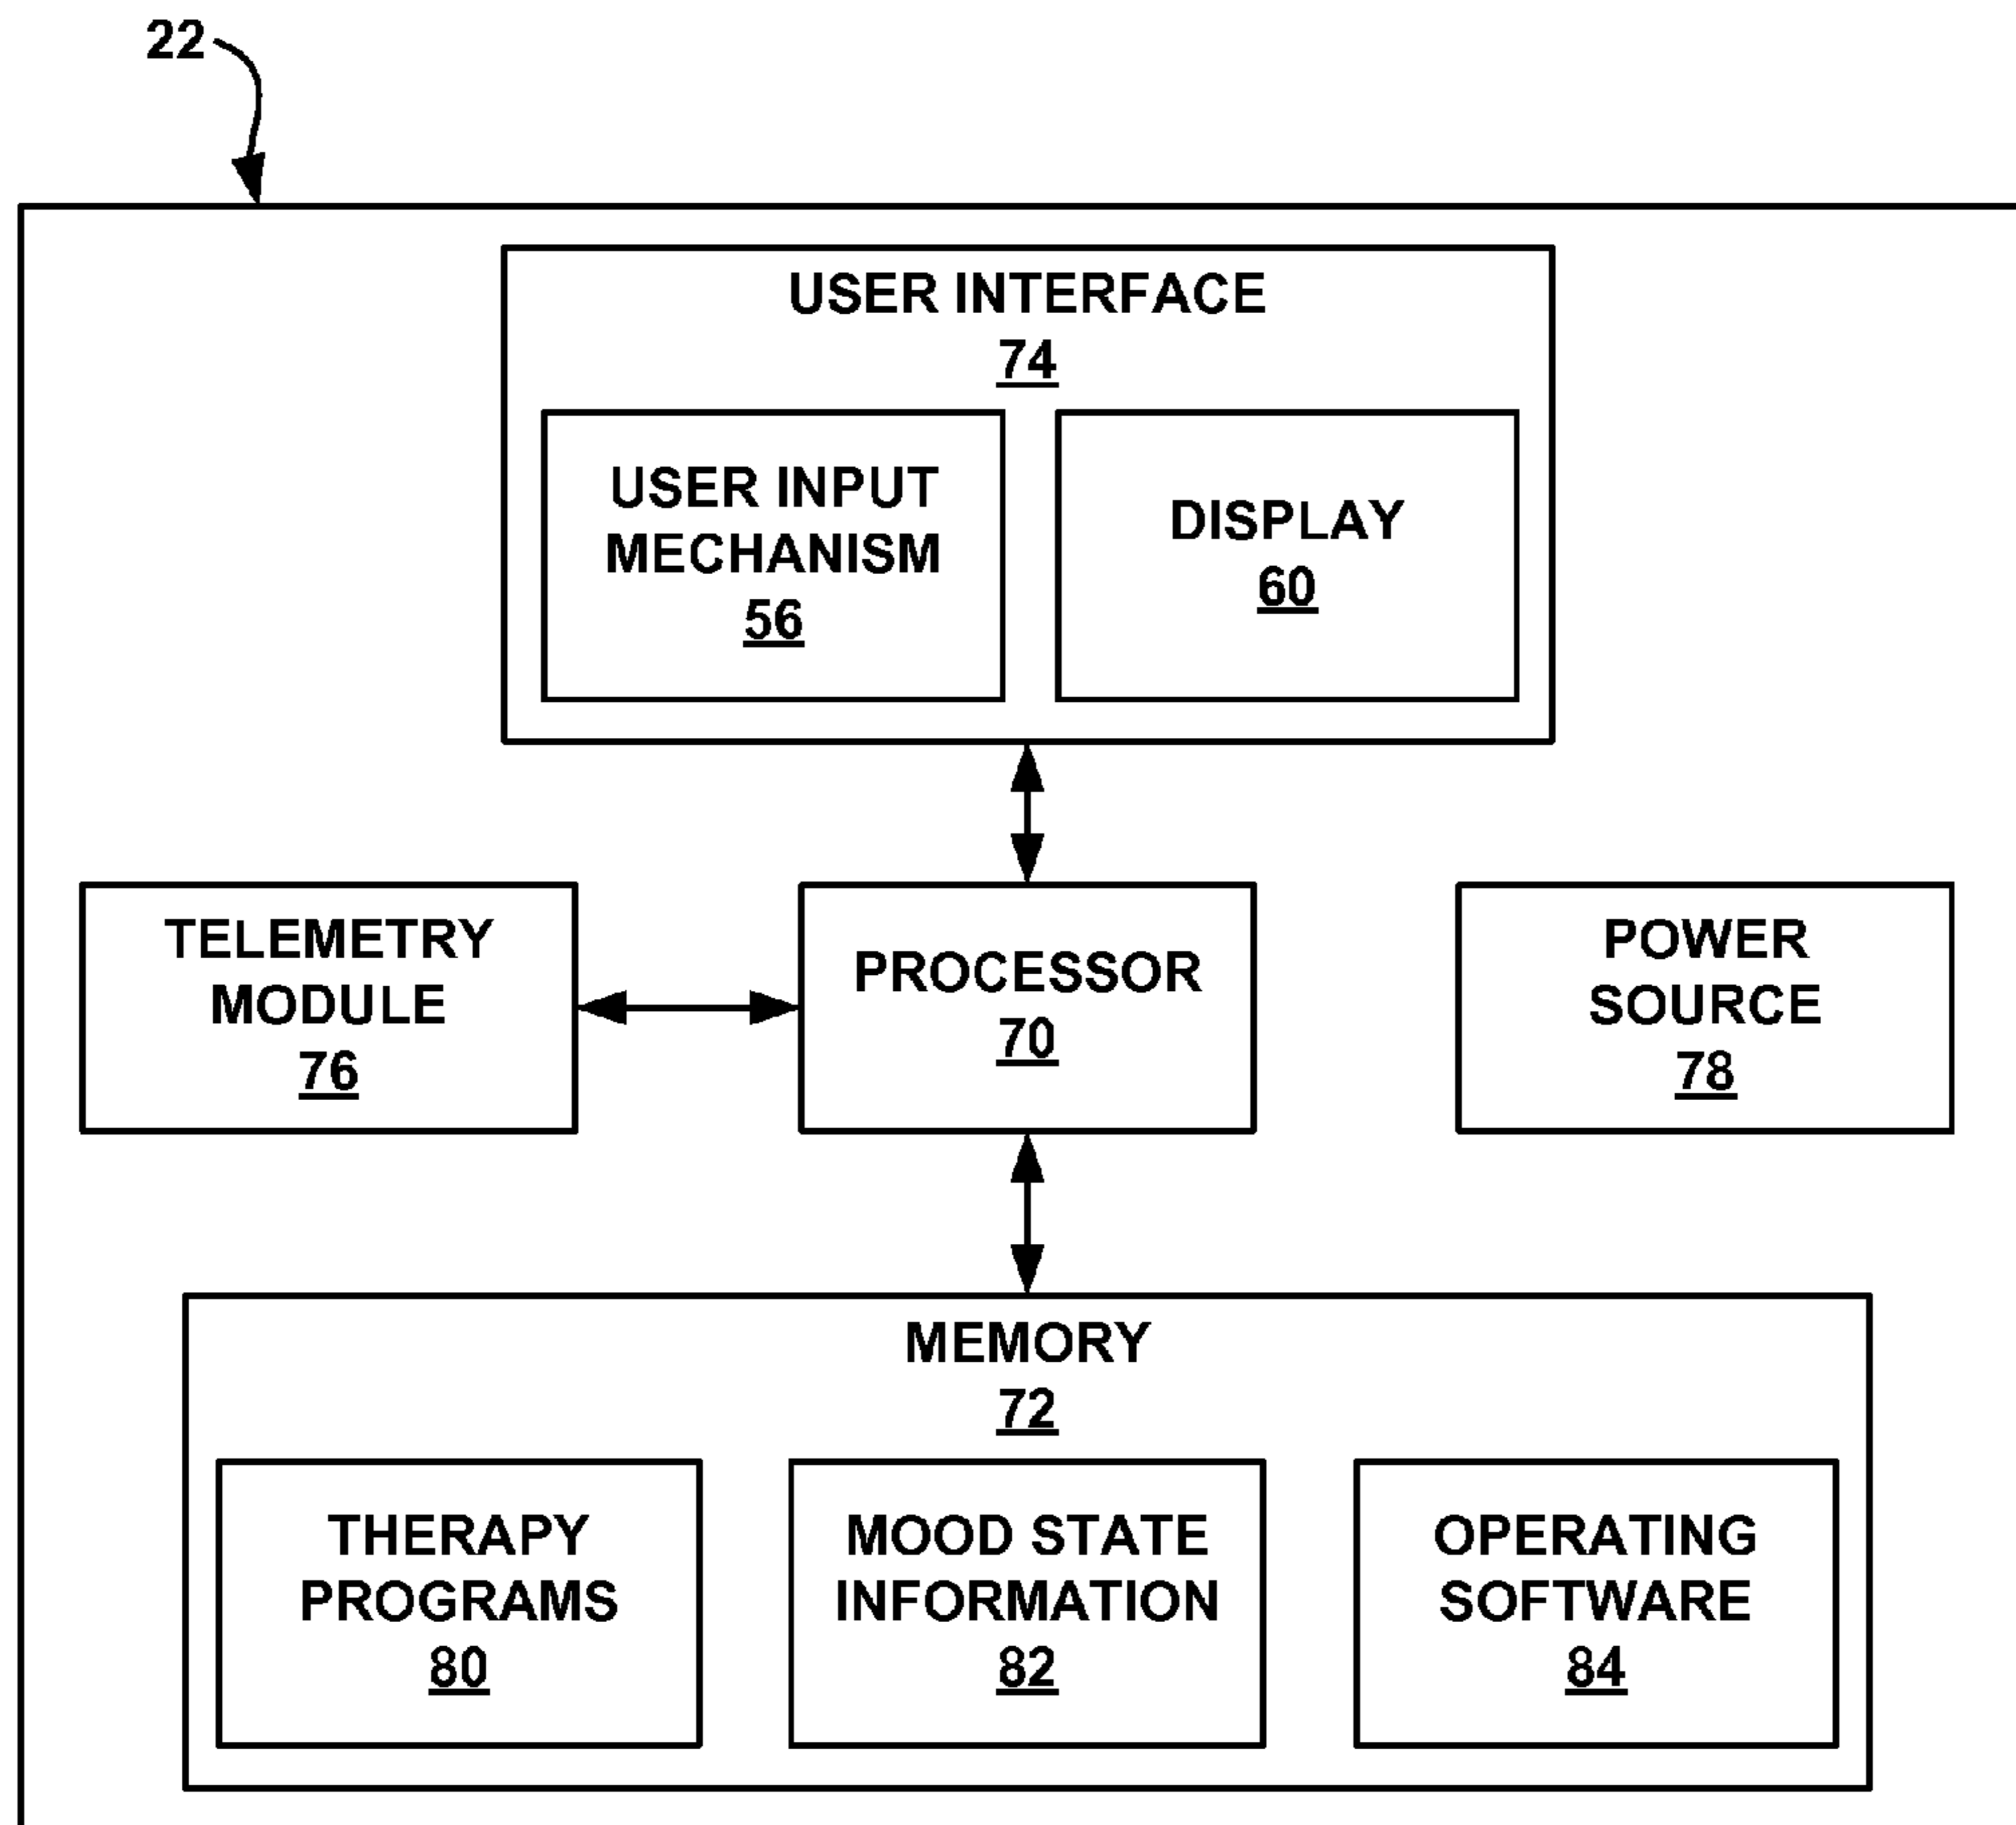 22
USER INTERFACE
74
USER INPUT
MECHANISM
56
DISPLAY
60
TELEMETRY
MODULE
76
PROCESSOR
70
POWER
SOURCE
78
MEMORY
72
THERAPY
PROGRAMS
80
MOOD STATE
INFORMATION
82
OPERATING
SOFTWARE
84